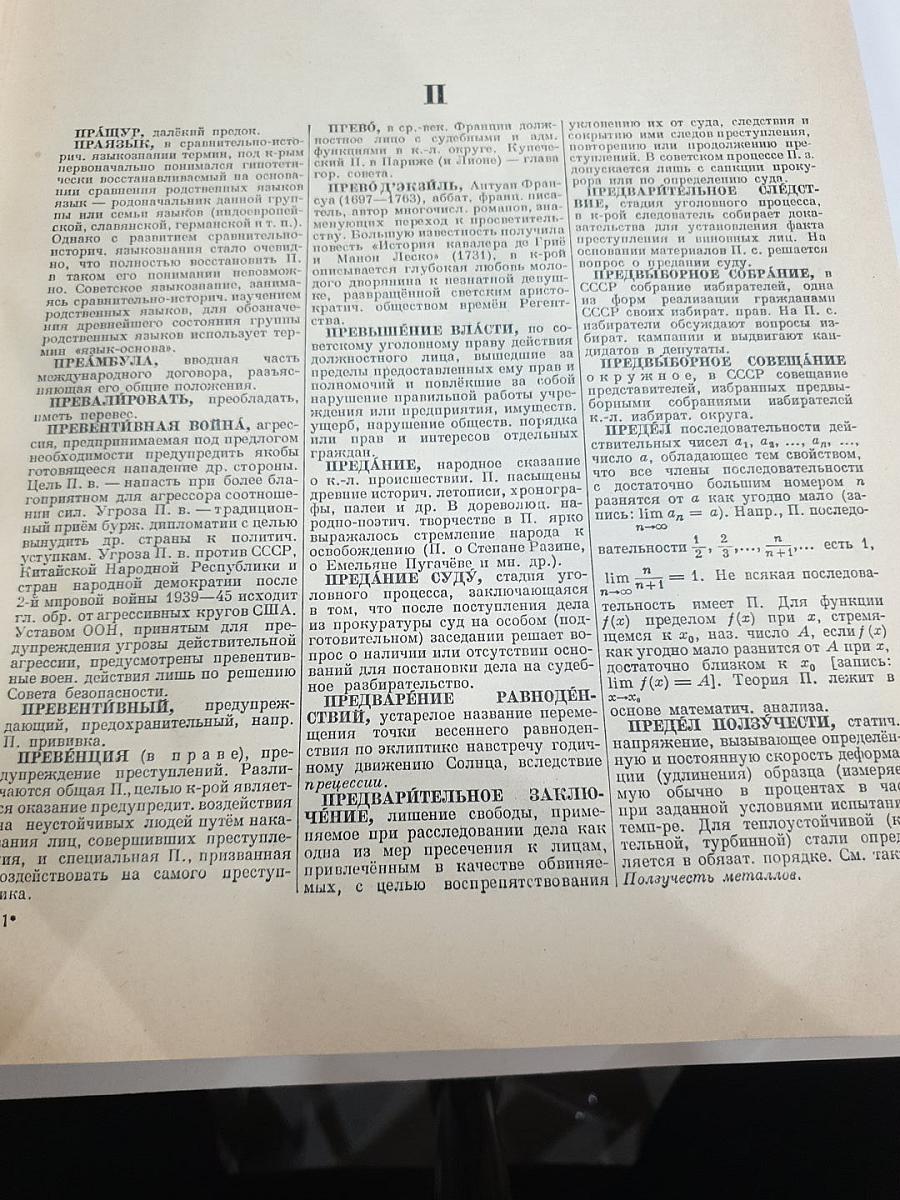 П
ПРА́ЩУР, далёкий предок.
ПРАЯЗЫ́К, в сравнительно-исто-
рич. языкознании термин, под к-рым
первоначально понимался гипотети-
чески восстанавливаемый на основа-
нии сравнения родственных языков
язык — родоначальник данной груп-
пы или семьи языков (индоевропей-
ской, славянской, германской и т. п.).
Однако с развитием сравнительно-
историч. языкознания стало очевид-
но, что полностью восстановить П.
в таком его понимании невозмож-
но. Советское языкознание, занима-
ясь сравнительно-историч. изучением
родственных языков, для обозначе-
ния древнейшего состояния группы
родственных языков использует тер-
мин «язык-основа».
ПРЕА́МБУЛА, вводная часть
международного договора, разъяс-
няющая его общие положения.
ПРЕВАЛИ́РОВАТЬ, преобладать,
иметь перевес.
ПРЕВЕНТИ́ВНАЯ ВОЙНА́, агрес-
сия, предпринимаемая под предлогом
необходимости предупредить якобы
готовящееся нападение др. стороны.
Цель П. в. — напасть при более бла-
гоприятном для агрессора соотноше-
нии сил. Угроза П. в. — традицион-
ный приём бурж. дипломатии с целью
вынудить др. страны к политич.
уступкам. Угроза П. в. против СССР,
Китайской Народной Республики и
стран народной демократии после
2-й мировой войны 1939—45 исходит
гл. обр. от агрессивных кругов США.
Уставом ООН, принятым для пре-
дупреждения угрозы действитель-
агрессии, предусмотрены превентив-
ные воен. действия лишь по решению
Совета безопасности.
ПРЕВЕНТИ́ВНЫЙ, предупреж-
дающий, предохранительный, напр.
П. прививка.
ПРЕВЕ́НЦИЯ (в праве), пре-
дупреждение преступлений. Разли-
чаются общая П., целью к-рой являет-
ся оказание предупредит. воздействия
на неустойчивых людей путём нака-
зания лиц, совершивших преступле-
ния, и специальная П., призванная
воздействовать на самого преступ-
ника.
1*
ПРЕВО́, в ср.-век. Франции долж-
ностное лицо с судебными и адм.
функциями в к.-л. округе. Купече-
ский П. в Париже (и Лионе) — глава
гор. совета.
ПРЕВО́ Д’ЭКЗИ́ЛЬ, Антуан Фран-
суа (1697—1763), аббат, франц. писа-
тель, автор многочисл. романов, зна-
менующих переход к просветитель-
ству. Большую известность получила
повесть «История кавалера де Гриё
и Манон Леско» (1731), в к-рой
описывается глубокая любовь моло-
дого дворянина к незнатной девуш-
ке, развращённой светским аристо-
кратич. обществом времён Регент-
ства.
ПРЕВЫШЕ́НИЕ ВЛА́СТИ, по со-
ветскому уголовному праву действия
должностного лица, вышедшие за
пределы предоставленных ему прав и
полномочий и повлёкшие за собой
нарушение правильной работы учре-
ждения или предприятия, имуществ.
ущерб, нарушение обществ. порядка
или прав и интересов отдельных
граждан.
ПРЕДА́НИЕ, народное сказание
о к.-л. происшествии. П. насыщены
древние историч. летописи, хроногра-
фы, палеи и др. В дореволюц. на-
родно-поэтич. творчестве в П. ярко
выражалось стремление народа к
освобождению (П. о Степане Разине,
о Емельяне Пугачёве и мн. др.).
ПРЕДА́НИЕ СУДУ́, стадия уго-
ловного процесса, заключающаяся
в том, что после поступления дела
из прокуратуры суд на особом (под-
готовительном) заседании решает во-
прос о наличии или отсутствии осно-
ваний для постановки дела на судеб-
ное разбирательство.
ПРЕДВАРЕ́НИЕ РАВНОДЕ́Н-
СТВИЙ, устарелое название переме-
щения точки весеннего равноден-
ствия по эклиптике навстречу годич-
ному движению Солнца, вследствие
прецессии.
ПРЕДВАРИ́ТЕЛЬНОЕ ЗАКЛЮ-
ЧЕ́НИЕ, лишение свободы, приме-
няемое при расследовании дела как
одна из мер пресечения к лицам,
привлечённым в качестве обвиняе-
мых, с целью воспрепятствования
уклонению их от суда, следствия и
сокрытию ими следов преступления,
повторению или продолжению пре-
ступлений. В советском процессе П. з.
допускается лишь с санкции проку-
рора или по определению суда.
ПРЕДВАРИ́ТЕЛЬНОЕ СЛЕ́ДСТ-
ВИЕ, стадия уголовного процесса,
в к-рой следователь собирает дока-
зательства для установления факта
преступления и виновных лиц. На
основании материалов П. с. решается
вопрос о предании суду.
ПРЕДВЫ́БОРНОЕ СОБРА́НИЕ, в
СССР собрание избирателей, одна
из форм реализации гражданами
СССР своих избират. прав. На П. с.
избиратели обсуждают вопросы из-
бират. кампании и выдвигают кан-
дидатов в депутаты.
ПРЕДВЫ́БОРНОЕ СОВЕЩА́НИЕ
окружное, в СССР совещание
представителей, избранных предвы-
борными собраниями избирателей
к.-л. избират. округа.
ПРЕДЕ́Л последовательности дей-
ствительных чисел a₁, a₂, ..., aₙ, ...,
число a, обладающее тем свойством,
что все члены последовательности
с достаточно большим номером n
разнятся от a как угодно мало (за-
пись: lim aₙ = a). Напр., П. последо-
n→∞
вательности 1/2, 2/3,..., n/n+1,... есть 1,
lim n/n+1 = 1. Не всякая последова-
n→∞
тельность имеет П. Для функции
f(x) пределом f(x) при x, стремя-
щемся к x₀, наз. число A, если f(x)
как угодно мало разнится от A при x,
достаточно близком к x₀ [запись:
lim f(x) = A]. Теория П. лежит в
x→x₀
основе математич. анализа.
ПРЕДЕ́Л ПОЛЗУ́ЧЕСТИ, статич.
напряжение, вызывающее определён-
ную и постоянную скорость деформа-
ции (удлинения) образца (измеряе-
мую обычно в процентах в час
при заданной условиями испытани
темп-ре. Для теплоустойчивой (к
тельной, турбинной) стали опред
ляется в обязат. порядке. См. так
Ползучесть металлов.